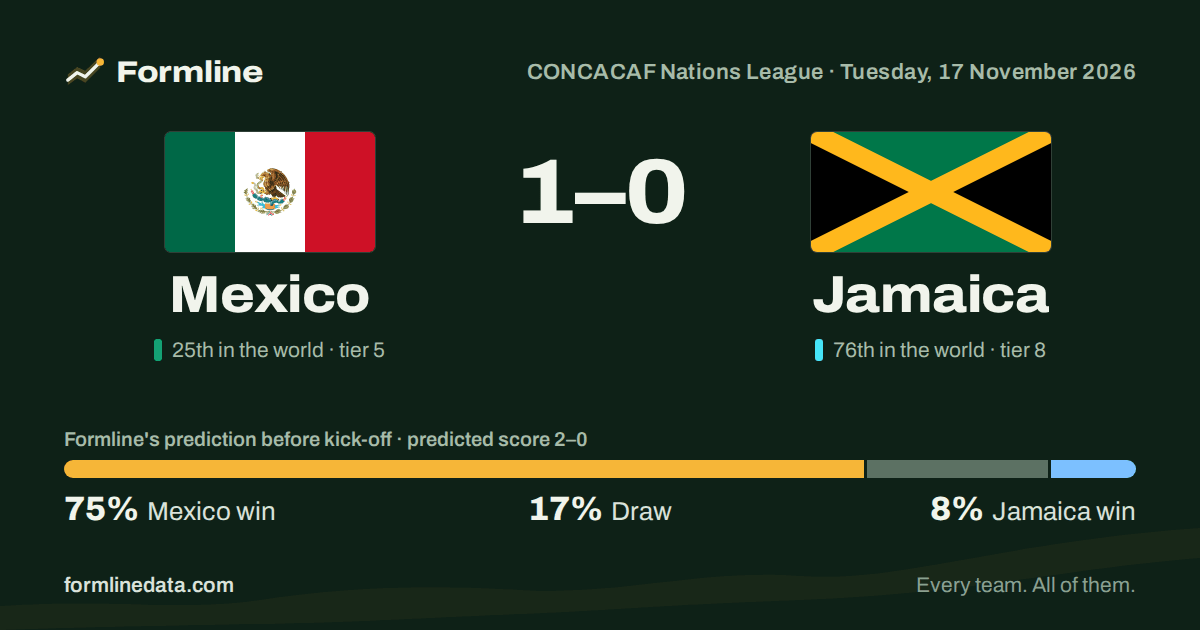 Formline
CONCACAF Nations League · Tuesday, 17 November 2026
1–0
Mexico
Jamaica
25th in the world · tier 5
76th in the world · tier 8
Formline's prediction before kick-off · predicted score 2–0
75% Mexico win
17% Draw
8% Jamaica win
formlinedata.com
Every team. All of them.